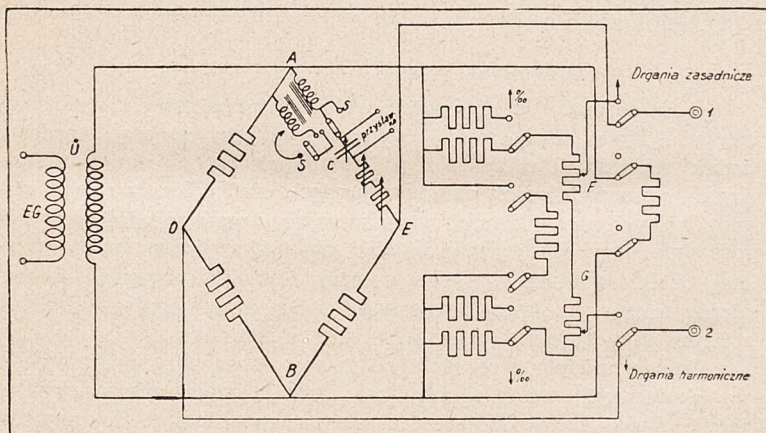 A
Drgania zasadnicze
‰
S
1
przystaw.
Ü
S
C
F
EG
D
E
G
2
B
‰
Drgania harmoniczne